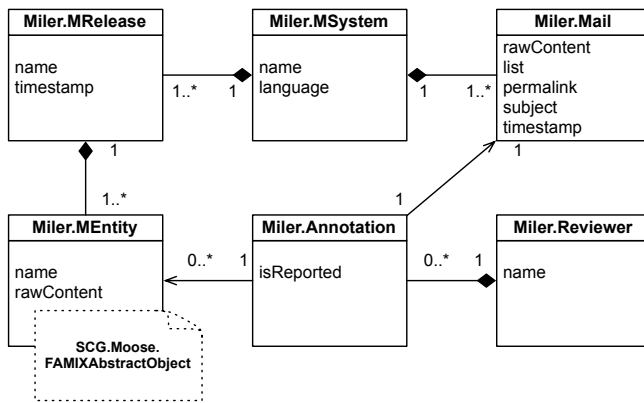 Miler.MRelease
name
timestamp
Miler.MSystem
name
language
Miler.Mail
rawContent
list
permalink
subject
timestamp
1..*
1
1
1..*
1
1
1..*
1
Miler.MEntity
name
rawContent
Miler.Annotation
isReported
Miler.Reviewer
name
0..*
1
0..*
1
SCG.Moose.
FAMIXAbstractObject